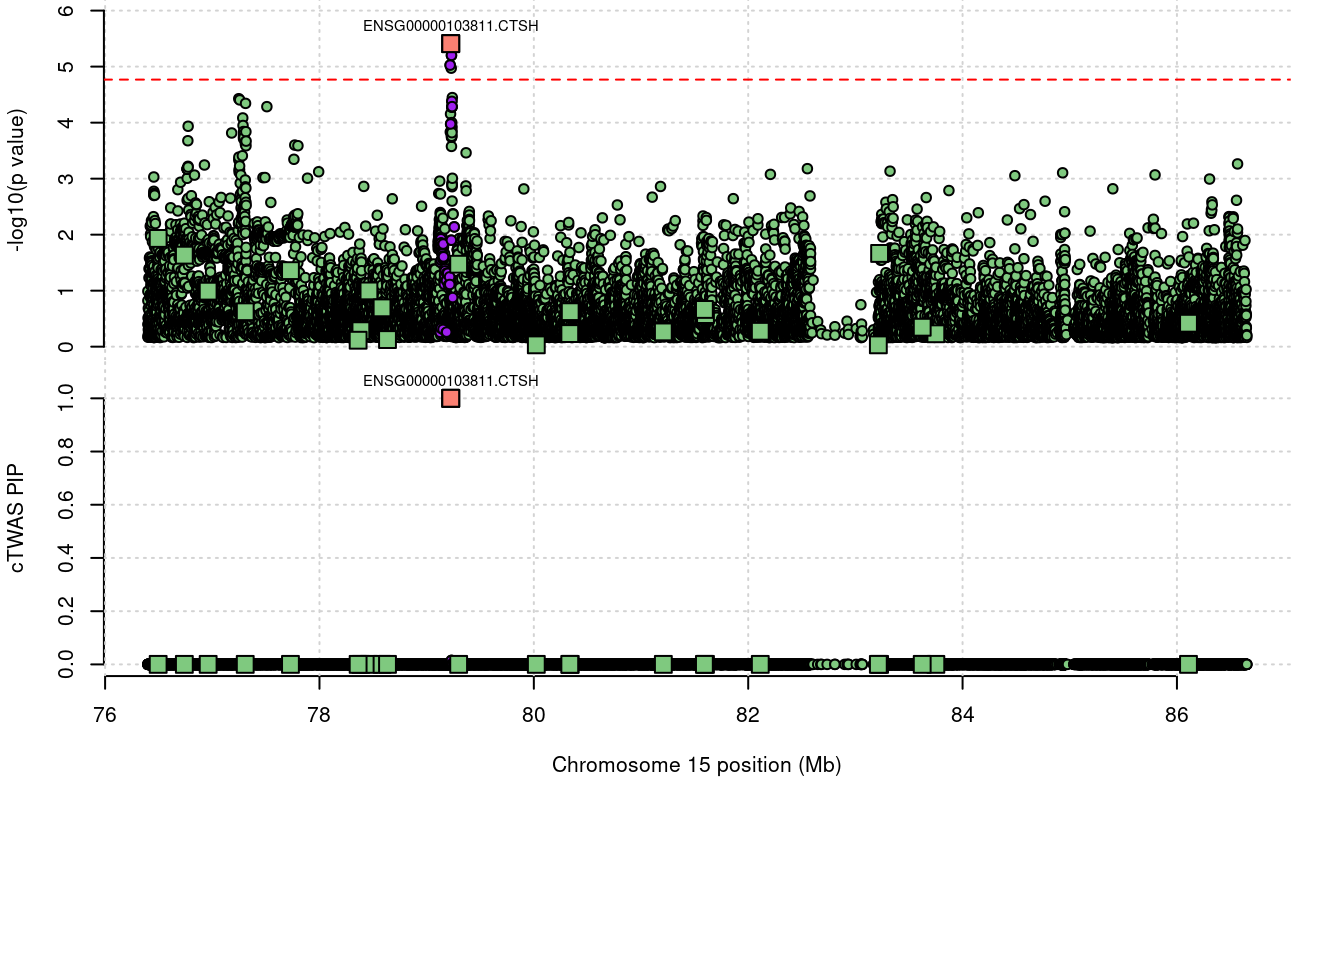 ENSG00000103811.CTSH
6
5
4
3
2
1
0
-log10(p value)
ENSG00000103811.CTSH
1.0
0.8
0.6
0.4
0.2
0.0
cTWAS PIP
76 78 80 82 84 86
Chromosome 15 position (Mb)